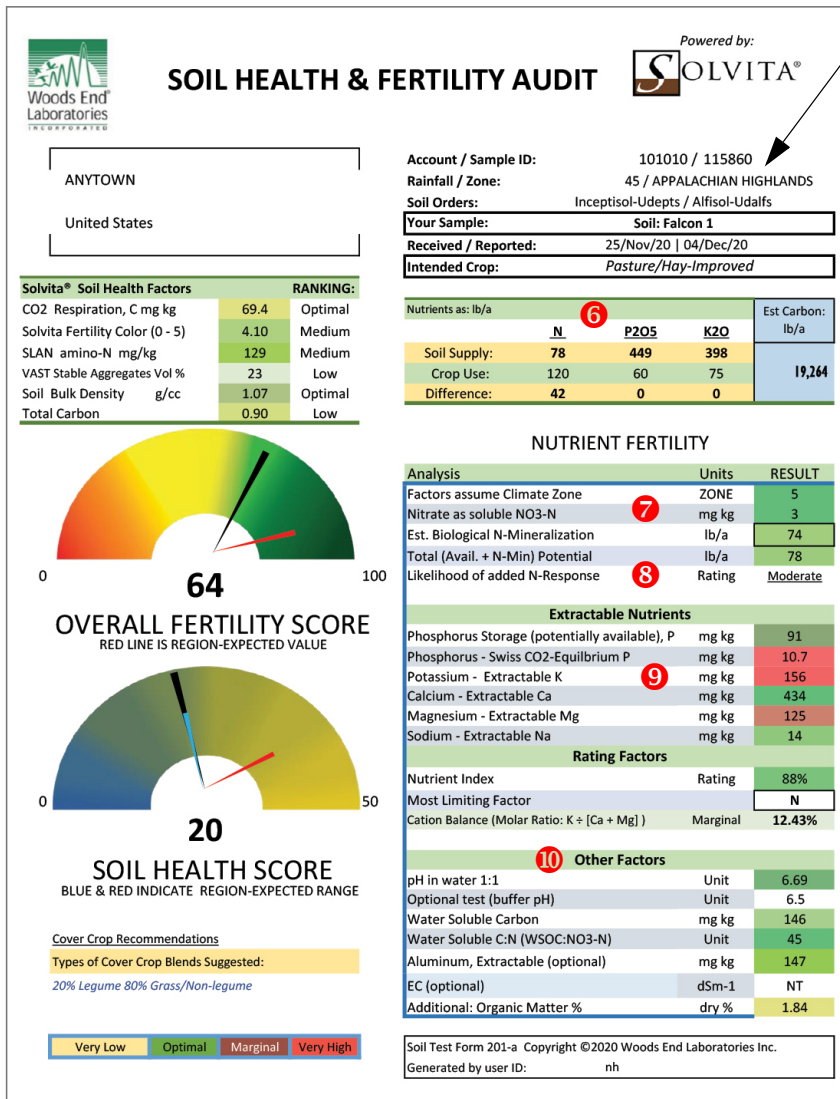 Woods End®
Laboratories
INCORPORATED
SOIL HEALTH & FERTILITY AUDIT
Powered by:
SOLVITA®
ANYTOWN
United States
Account / Sample ID: 101010 / 115860
Rainfall / Zone: 45 / APPALACHIAN HIGHLANDS
Soil Orders: Inceptisol-Udepts / Alfisol-Udalfs
Your Sample: Soil: Falcon 1
Received / Reported: 25/Nov/20 | 04/Dec/20
Intended Crop: Pasture/Hay-Improved
Solvita® Soil Health Factors RANKING:
CO2 Respiration, C mg kg 69.4 Optimal
Solvita Fertility Color (0 - 5) 4.10 Medium
SLAN amino-N mg/kg 129 Medium
VAST Stable Aggregates Vol % 23 Low
Soil Bulk Density g/cc 1.07 Optimal
Total Carbon 0.90 Low
Nutrients as: lb/a 6 Est Carbon:
N P2O5 K2O lb/a
Soil Supply: 78 449 398
Crop Use: 120 60 75 19,264
Difference: 42 0 0
0 100
64
OVERALL FERTILITY SCORE
RED LINE IS REGION-EXPECTED VALUE
0 50
20
SOIL HEALTH SCORE
BLUE & RED INDICATE REGION-EXPECTED RANGE
Cover Crop Recommendations
Types of Cover Crop Blends Suggested:
20% Legume 80% Grass/Non-legume
Very Low Optimal Marginal Very High
NUTRIENT FERTILITY
Analysis Units RESULT
Factors assume Climate Zone ZONE 5
7
Nitrate as soluble NO3-N mg kg 3
Est. Biological N-Mineralization lb/a 74
Total (Avail. + N-Min) Potential lb/a 78
Likelihood of added N-Response 8 Rating Moderate
Extractable Nutrients
Phosphorus Storage (potentially available), P mg kg 91
Phosphorus - Swiss CO2-Equilbrium P mg kg 10.7
Potassium - Extractable K 9 mg kg 156
Calcium - Extractable Ca mg kg 434
Magnesium - Extractable Mg mg kg 125
Sodium - Extractable Na mg kg 14
Rating Factors
Nutrient Index Rating 88%
Most Limiting Factor N
Cation Balance (Molar Ratio: K ÷ [Ca + Mg] ) Marginal 12.43%
10 Other Factors
pH in water 1:1 Unit 6.69
Optional test (buffer pH) Unit 6.5
Water Soluble Carbon mg kg 146
Water Soluble C:N (WSOC:NO3-N) Unit 45
Aluminum, Extractable (optional) mg kg 147
EC (optional) dSm-1 NT
Additional: Organic Matter % dry % 1.84
Soil Test Form 201-a Copyright ©2020 Woods End Laboratories Inc.
Generated by user ID: nh